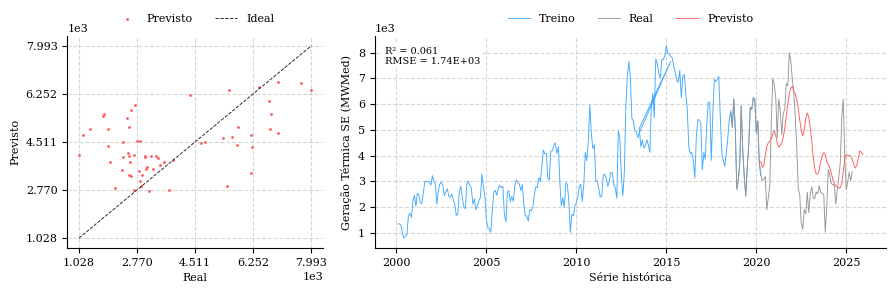 Previsto
Ideal
1e3
7.993
6.252
4.511
2.770
1.028
Previsto
1.028
2.770
4.511
6.252
7.993
Real
1e3
Treino
Real
Previsto
1e3
R² = 0.061
RMSE = 1.74E+03
8
7
6
5
4
3
2
1
Geração Térmica SE (MWMed)
2000
2005
2010
2015
2020
2025
Série histórica